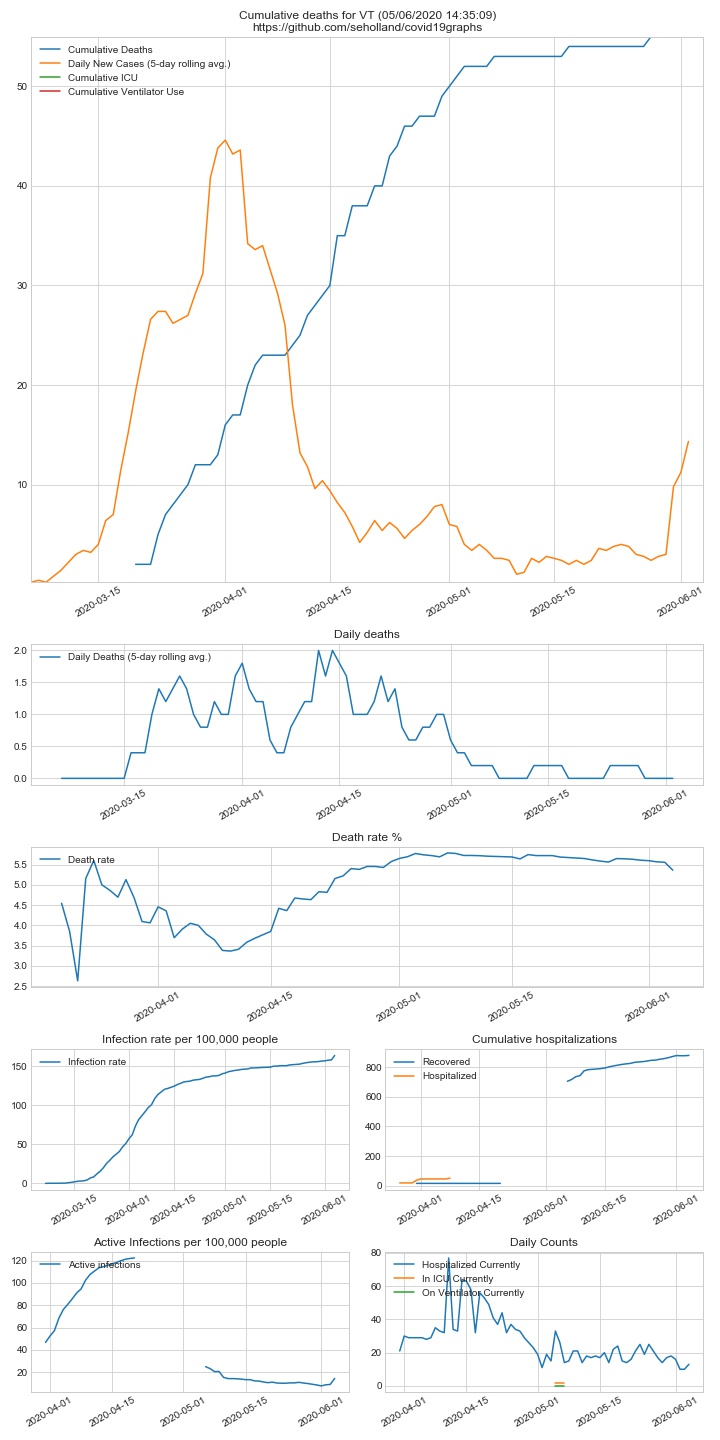 Cumulative deaths for VT (05/06/2020 14:35:09)
https://github.com/seholland/covid19graphs
Cumulative Deaths
Daily New Cases (5-day rolling avg.)
Cumulative ICU
Cumulative Ventilator Use
50
40
30
20
10
2020-03-15 2020-04-01 2020-04-15 2020-05-01 2020-05-15 2020-06-01
Daily deaths
Daily Deaths (5-day rolling avg.)
2.0
1.5
1.0
0.5
0.0
2020-03-15 2020-04-01 2020-04-15 2020-05-01 2020-05-15 2020-06-01
Death rate %
Death rate
5.5
5.0
4.5
4.0
3.5
3.0
2.5
2020-04-01 2020-04-15 2020-05-01 2020-05-15 2020-06-01
Infection rate per 100,000 people
Infection rate
150
100
50
0
2020-03-15 2020-04-01 2020-04-15 2020-05-01 2020-05-15 2020-06-01
Cumulative hospitalizations
Recovered
Hospitalized
800
600
400
200
0
2020-04-01 2020-04-15 2020-05-01 2020-05-15 2020-06-01
Active Infections per 100,000 people
Active infections
120
100
80
60
40
20
2020-04-01 2020-04-15 2020-05-01 2020-05-15 2020-06-01
Daily Counts
Hospitalized Currently
In ICU Currently
On Ventilator Currently
80
60
40
20
0
2020-04-01 2020-04-15 2020-05-01 2020-05-15 2020-06-01